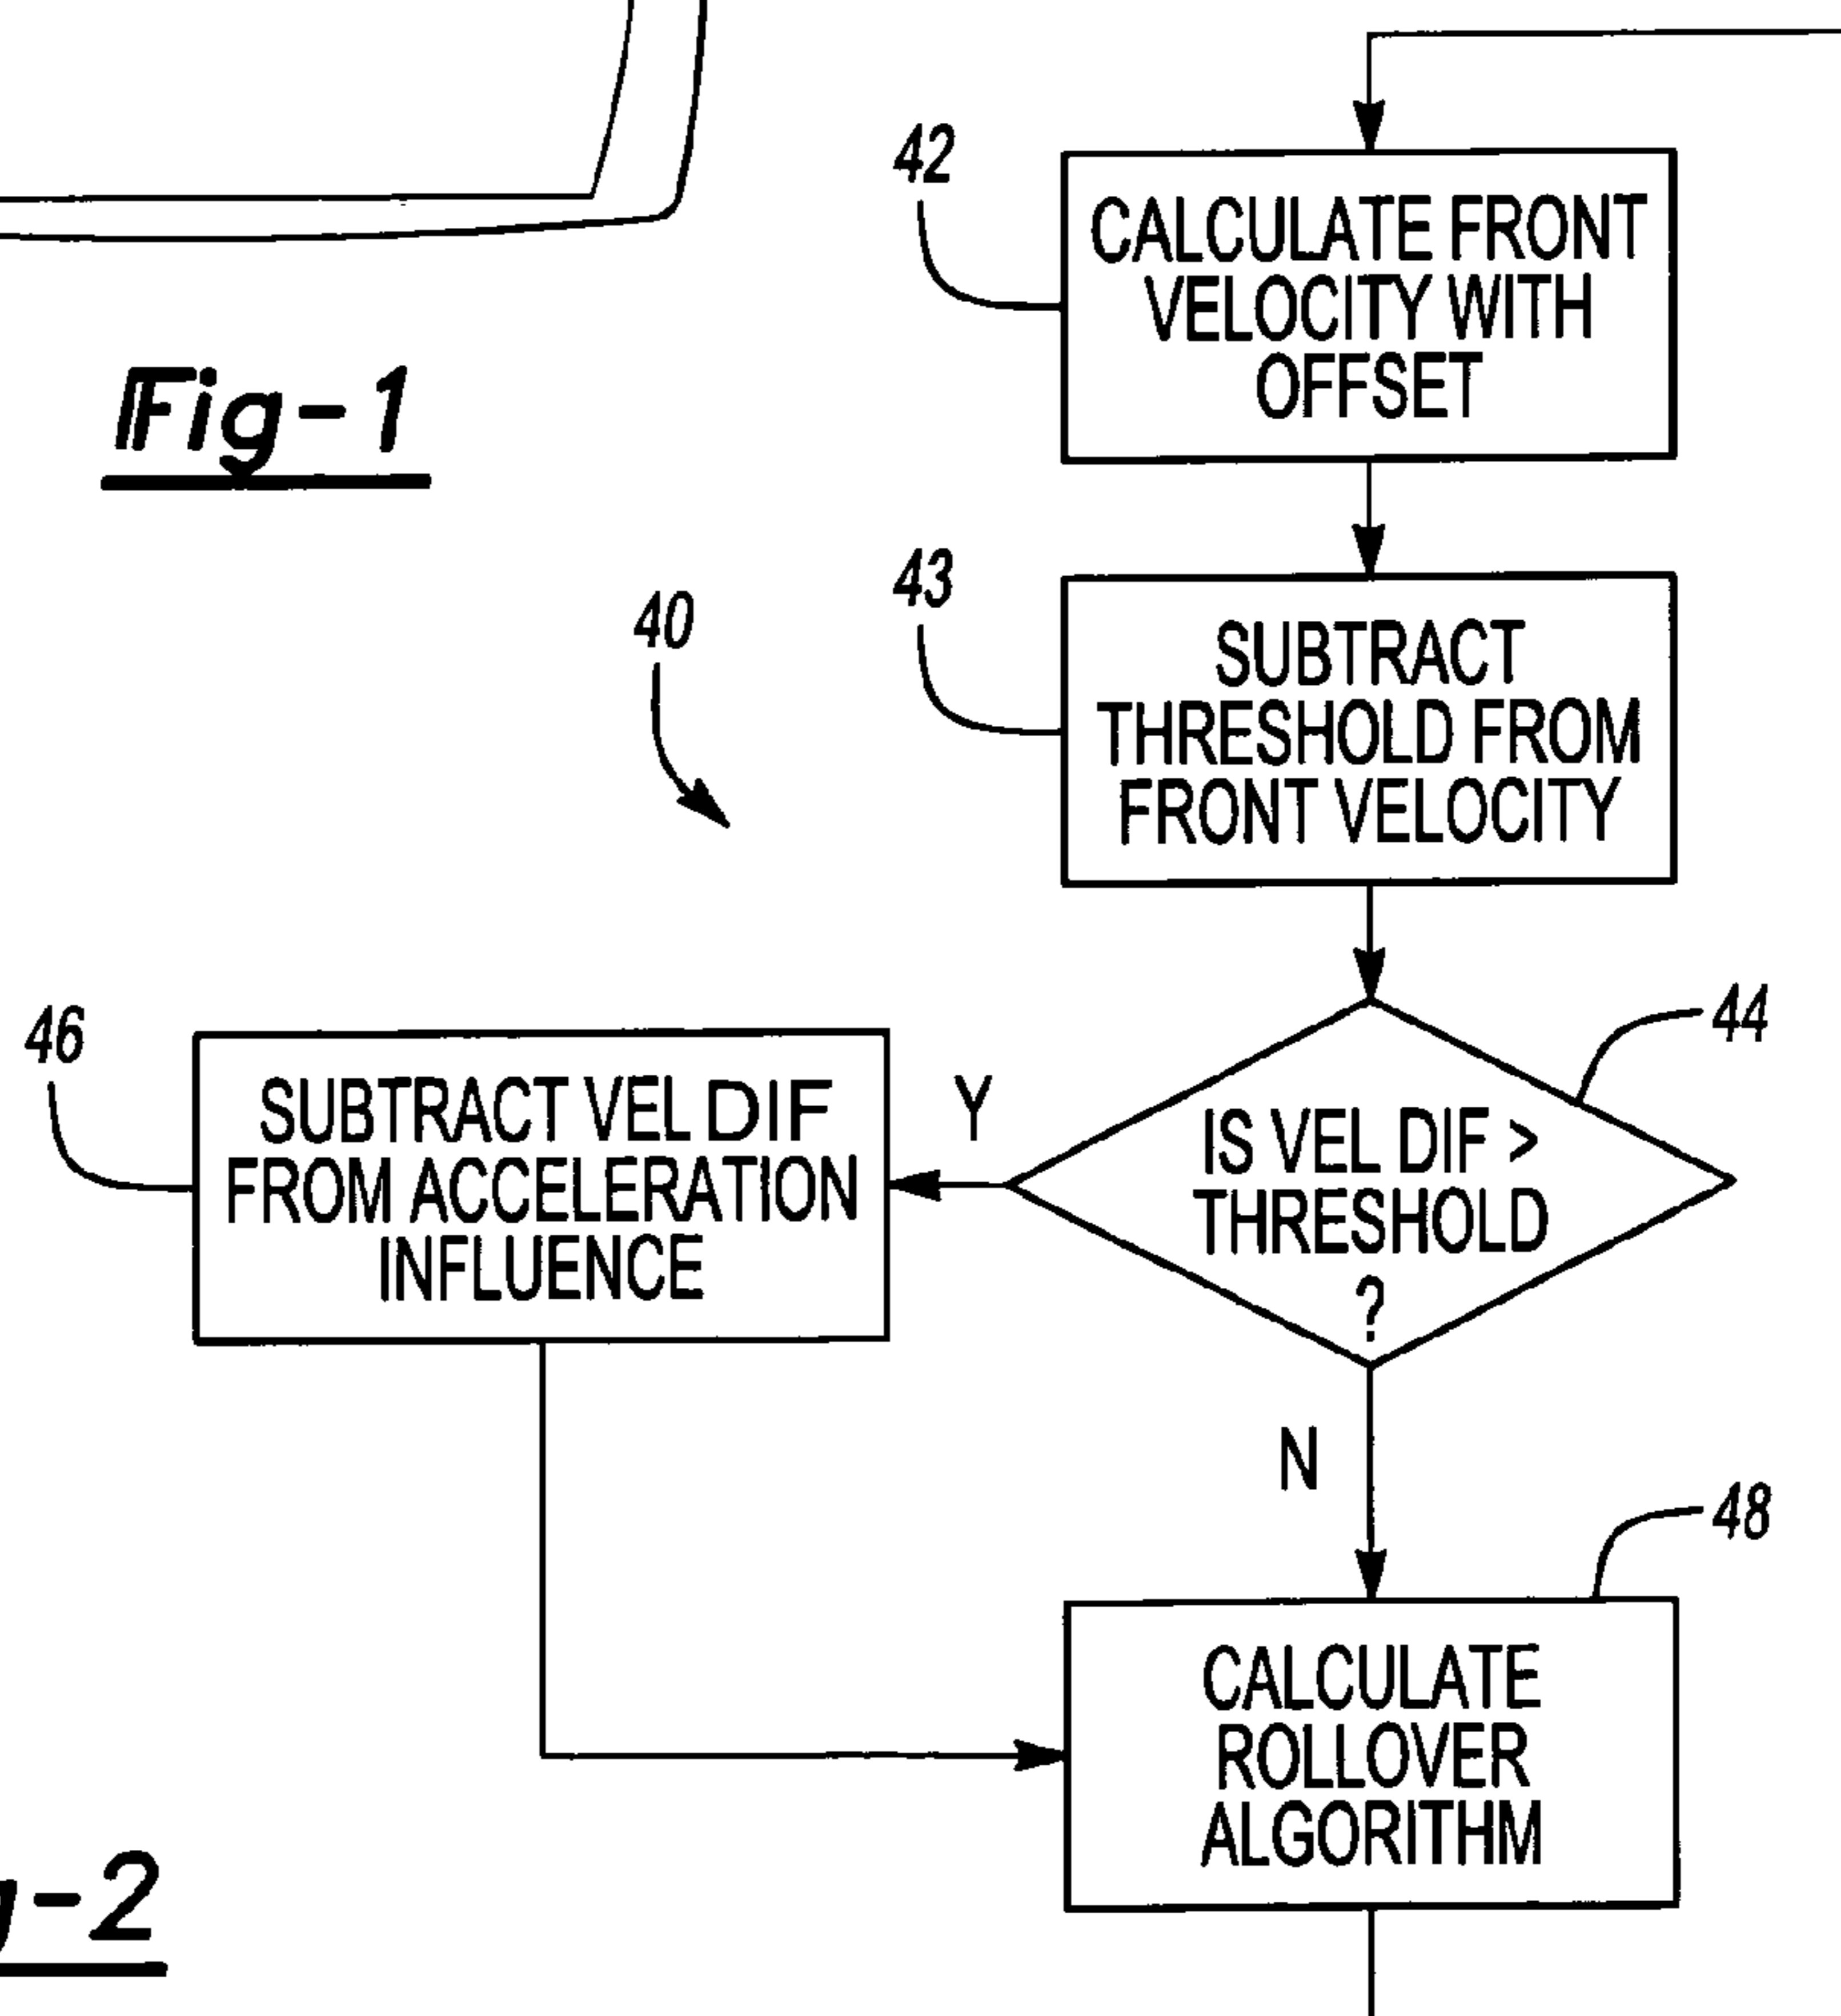 42
CALCULATE FRONT
VELOCITY WITH
OFFSET
Fig-1
43
40
SUBTRACT
THRESHOLD FROM
FRONT VELOCITY
44
46
SUBTRACT VEL DIF
FROM ACCELERATION
INFLUENCE
Y
IS VEL DIF >
THRESHOLD
?
N
48
CALCULATE
ROLLOVER
ALGORITHM
g-2